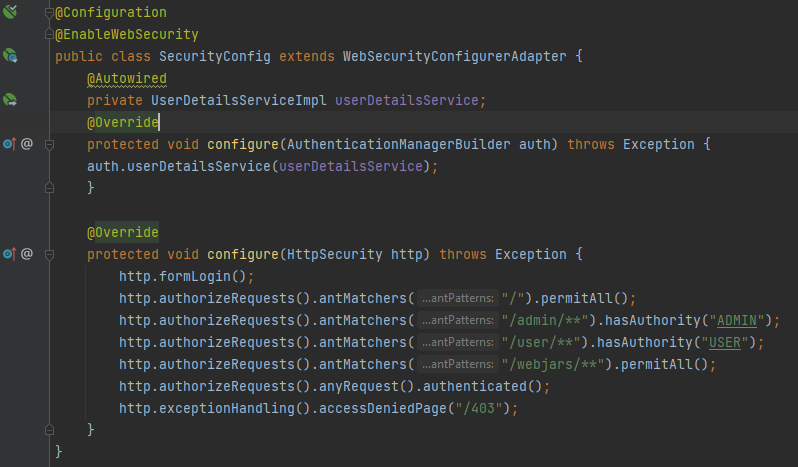 @Configuration
@EnableWebSecurity
public class SecurityConfig extends WebSecurityConfigurerAdapter {
    @Autowired
    private UserDetailsServiceImpl userDetailsService;
    @Override
    protected void configure(AuthenticationManagerBuilder auth) throws Exception {
    auth.userDetailsService(userDetailsService);
    }

    @Override
    protected void configure(HttpSecurity http) throws Exception {
        http.formLogin();
        http.authorizeRequests().antMatchers( ...antPatterns: "/").permitAll();
        http.authorizeRequests().antMatchers( ...antPatterns: "/admin/**").hasAuthority("ADMIN");
        http.authorizeRequests().antMatchers( ...antPatterns: "/user/**").hasAuthority("USER");
        http.authorizeRequests().antMatchers( ...antPatterns: "/webjars/**").permitAll();
        http.authorizeRequests().anyRequest().authenticated();
        http.exceptionHandling().accessDeniedPage("/403");
    }
}